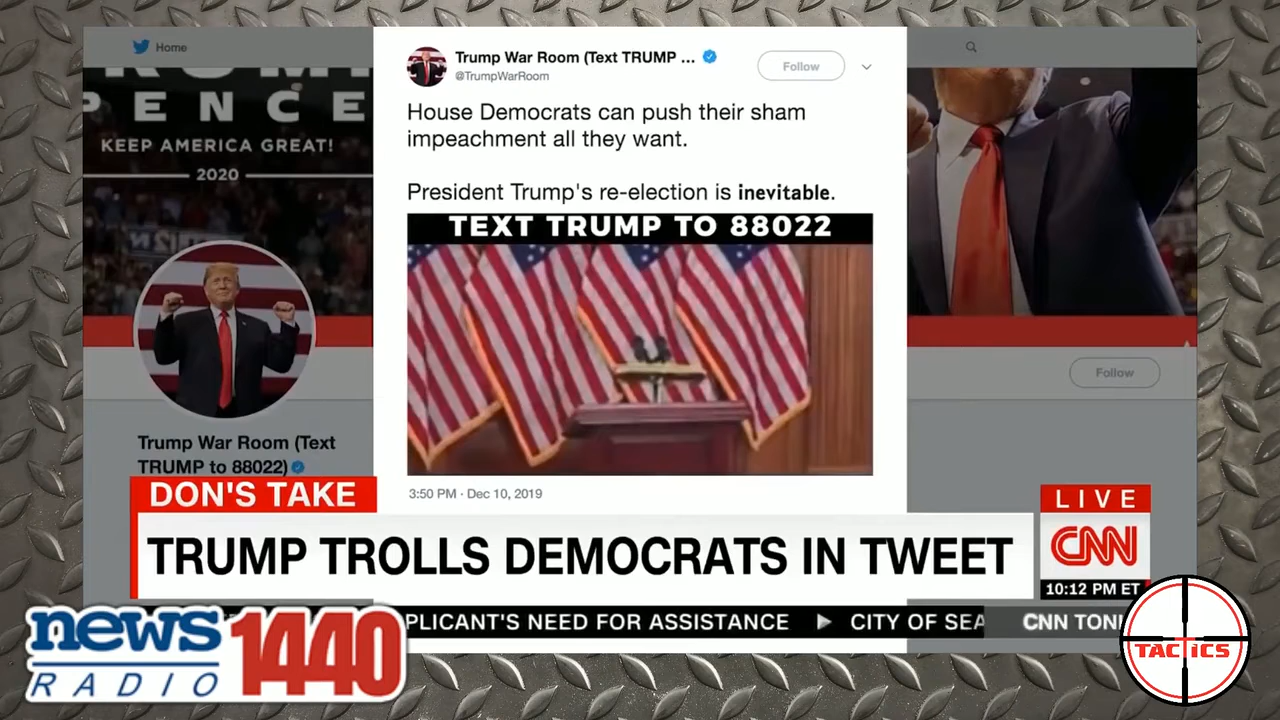 Home
TRUMP
PENCE
KEEP AMERICA GREAT!
2020
Trump War Room (Text TRUMP ...
@TrumpWarRoom
Follow
House Democrats can push their sham
impeachment all they want.
President Trump's re-election is inevitable.
TEXT TRUMP TO 88022
3:50 PM · Dec 10, 2019
Follow
Trump War Room (Text
TRUMP to 88022)
DON'S TAKE
TRUMP TROLLS DEMOCRATS IN TWEET
LIVE
CNN
10:12 PM ET
PLICANT'S NEED FOR ASSISTANCE ▶ CITY OF SEA
CNN TON
news
RADIO
1440
TACTICS